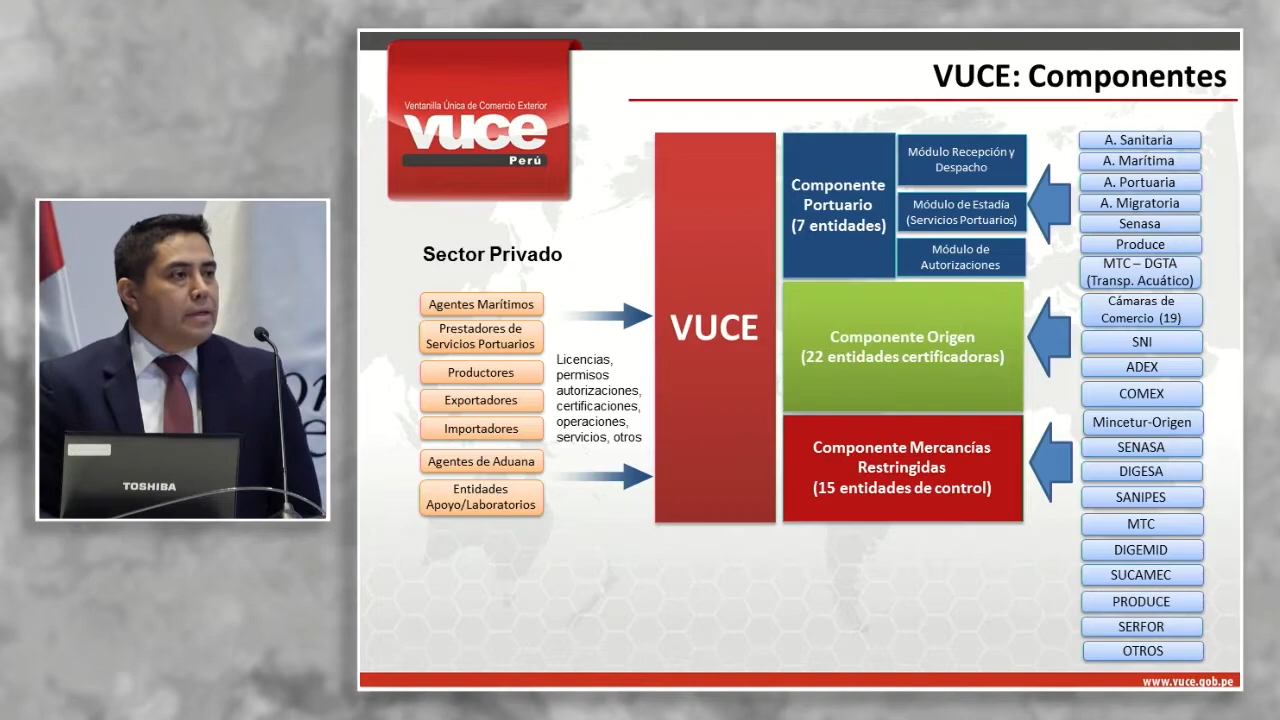 VUCE: Componentes
Ventanilla Única de Comercio Exterior
vuce
Perú
Sector Privado
Agentes Marítimos
Prestadores de
Servicios Portuarios
Productores
Exportadores
Importadores
Agentes de Aduana
Entidades
Apoyo/Laboratorios
Licencias,
permisos
autorizaciones,
certificaciones,
operaciones,
servicios, otros
VUCE
Componente
Portuario
(7 entidades)
Módulo Recepción y
Despacho
Módulo de Estadía
(Servicios Portuarios)
Módulo de
Autorizaciones
Componente Origen
(22 entidades certificadoras)
Componente Mercancías
Restringidas
(15 entidades de control)
A. Sanitaria
A. Marítima
A. Portuaria
A. Migratoria
Senasa
Produce
MTC – DGTA
(Transp. Acuático)
Cámaras de
Comercio (19)
SNI
ADEX
COMEX
Mincetur-Origen
SENASA
DIGESA
SANIPES
MTC
DIGEMID
SUCAMEC
PRODUCE
SERFOR
OTROS
www.vuce.gob.pe
TOSHIBA